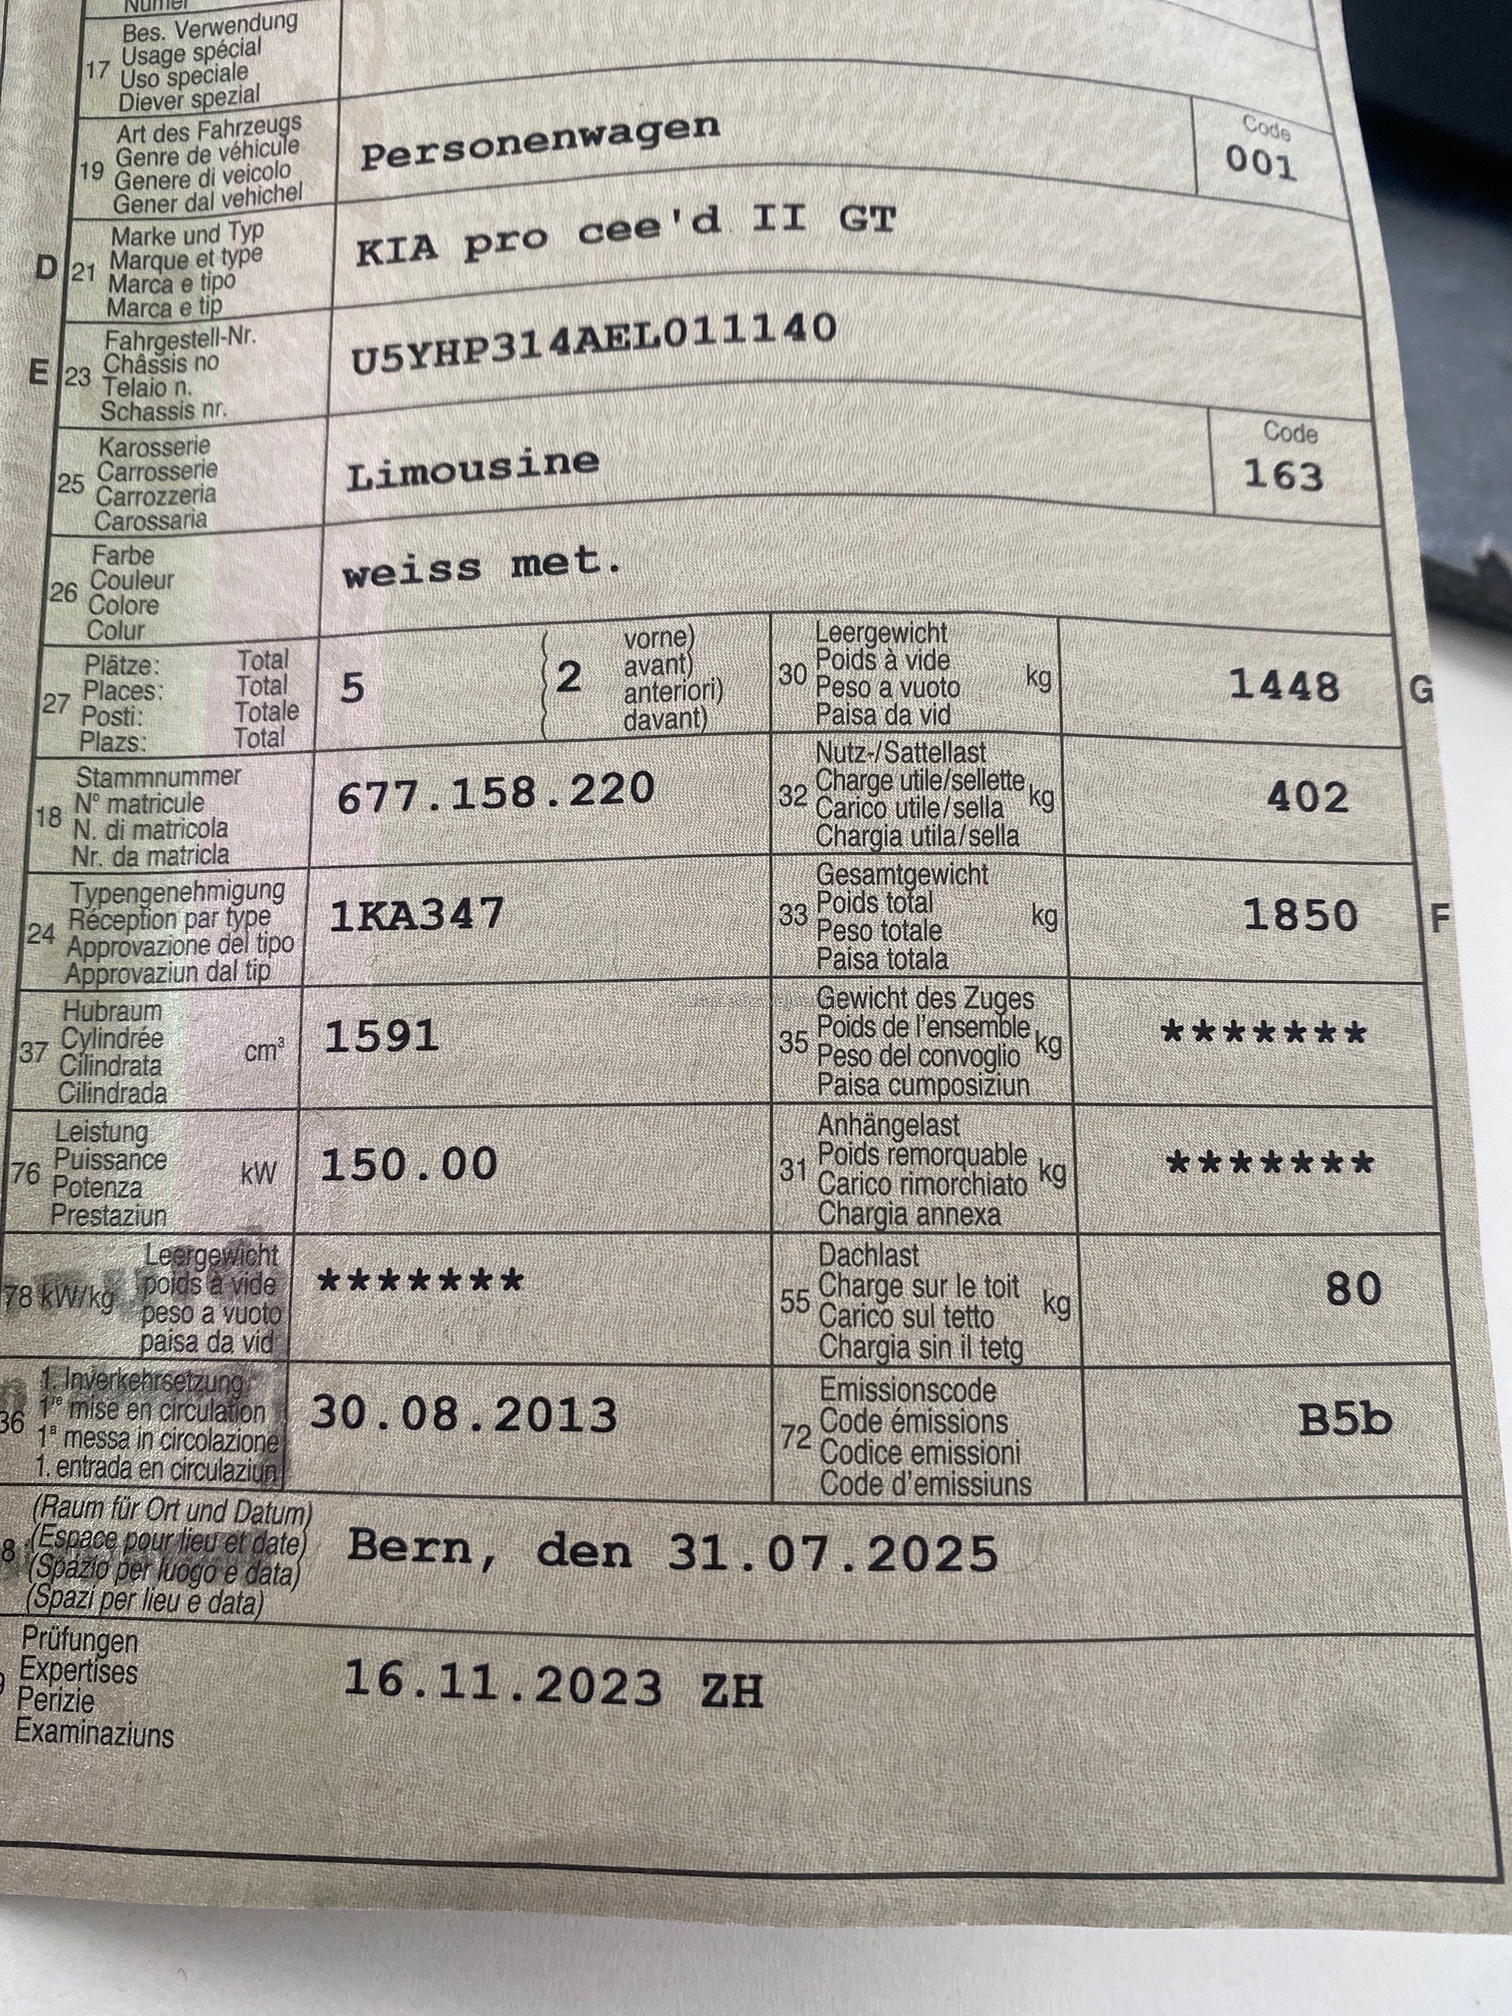 Numer
Bes. Verwendung
17 Usage spécial
Uso speciale
Diever spezial
Art des Fahrzeugs
19 Genre de véhicule
Genere di veicolo
Gener dal vehichel
Personenwagen
Code
001
Marke und Typ
D 21 Marque et type
Marca e tipo
Marca e tip
KIA pro cee'd II GT
Fahrgestell-Nr.
E 23 Châssis no
Telaio n.
Schassis nr.
U5YHP314AEL011140
Karosserie
25 Carrosserie
Carrozzeria
Carossaria
Limousine
Code
163
Farbe
26 Couleur
Colore
Colur
weiss met.
Plätze: Total
27 Places: Total
Posti: Totale
Plazs: Total
5
2
vorne)
avant)
anteriori)
davant)
Leergewicht
30 Poids à vide kg
Peso a vuoto
Paisa da vid
1448 G
Stammnummer
18 N° matricule
N. di matricola
Nr. da matricla
677.158.220
Nutz-/Sattellast
32 Charge utile/sellette kg
Carico utile/sella
Chargia utila/sella
402
Typengenehmigung
24 Réception par type
Approvazione del tipo
Approvaziun dal tip
1KA347
Gesamtgewicht
33 Poids total kg
Peso totale
Paisa totala
1850 F
Hubraum
37 Cylindrée cm³
Cilindrata
Cilindrada
1591
Gewicht des Zuges
35 Poids de l'ensemble kg
Peso del convoglio
Paisa cumposiziun
*******
Leistung
76 Puissance kW
Potenza
Prestaziun
150.00
Anhängelast
31 Poids remorquable kg
Carico rimorchiato
Chargia annexa
*******
Leergewicht
78 kW/kg poids à vide
peso a vuoto
paisa da vid
*******
Dachlast
55 Charge sur le toit kg
Carico sul tetto
Chargia sin il tetg
80
1. Inverkehrsetzung
36 1re mise en circulation
1a messa in circolazione
1. entrada en circulaziun
30.08.2013
Emissionscode
72 Code émissions
Codice emissioni
Code d'emissiuns
B5b
(Raum für Ort und Datum)
8 (Espace pour lieu et date)
(Spazio per luogo e data)
(Spazi per lieu e data)
Bern, den 31.07.2025
Prüfungen
Expertises
Perizie
Examinaziuns
16.11.2023 ZH